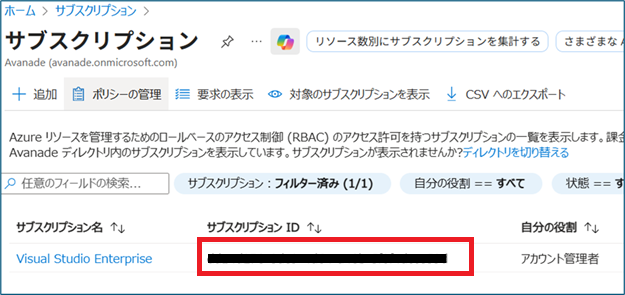 ホーム > サブスクリプション >
サブスクリプション
リソース数別にサブスクリプションを集計する
さまざまな
Avanade (avanade.onmicrosoft.com)
+ 追加 ポリシーの管理 要求の表示 対象のサブスクリプションを表示 CSV へのエクスポート
Azure リソースを管理するためのロールベースのアクセス制御 (RBAC) のアクセス許可を持つサブスクリプションの一覧を表示します。課金
Avanade ディレクトリ内のサブスクリプションを表示しています。サブスクリプションが表示されませんか?ディレクトリを切り替える
任意のフィールドの検索... サブスクリプション : フィルター済み (1/1) 自分の役割 == すべて 状態 == す
サブスクリプション名 ↑↓ サブスクリプション ID ↑↓ 自分の役割 ↑↓
Visual Studio Enterprise アカウント管理者